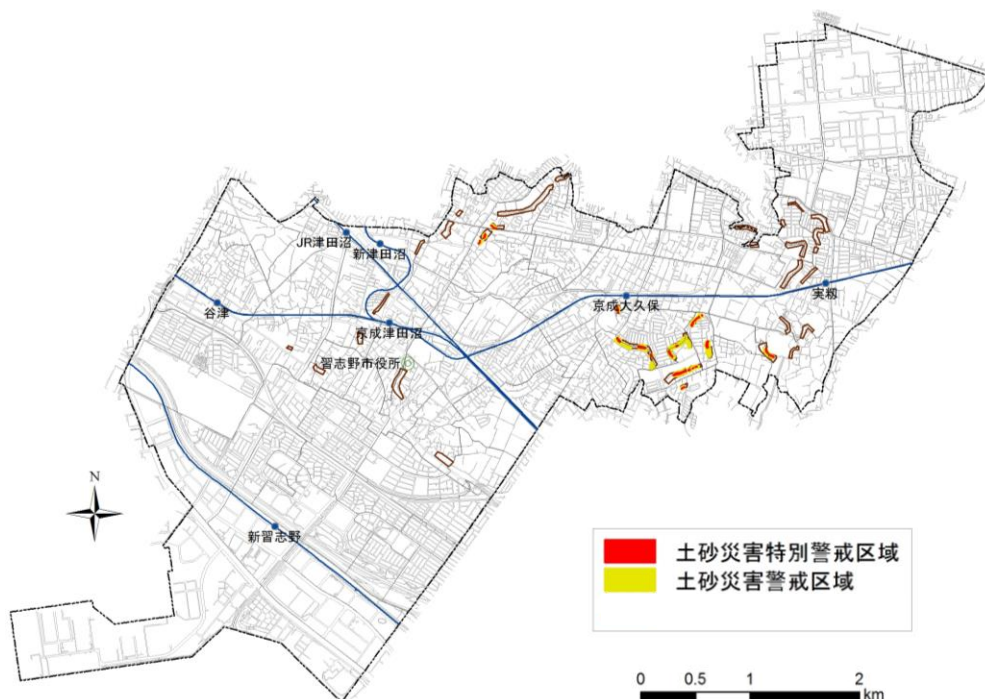 JR津田沼
新津田沼
谷津
京成津田沼
京成大久保
実籾
習志野市役所
N
新習志野
土砂災害特別警戒区域
土砂災害警戒区域
0 0.5 1 2
km